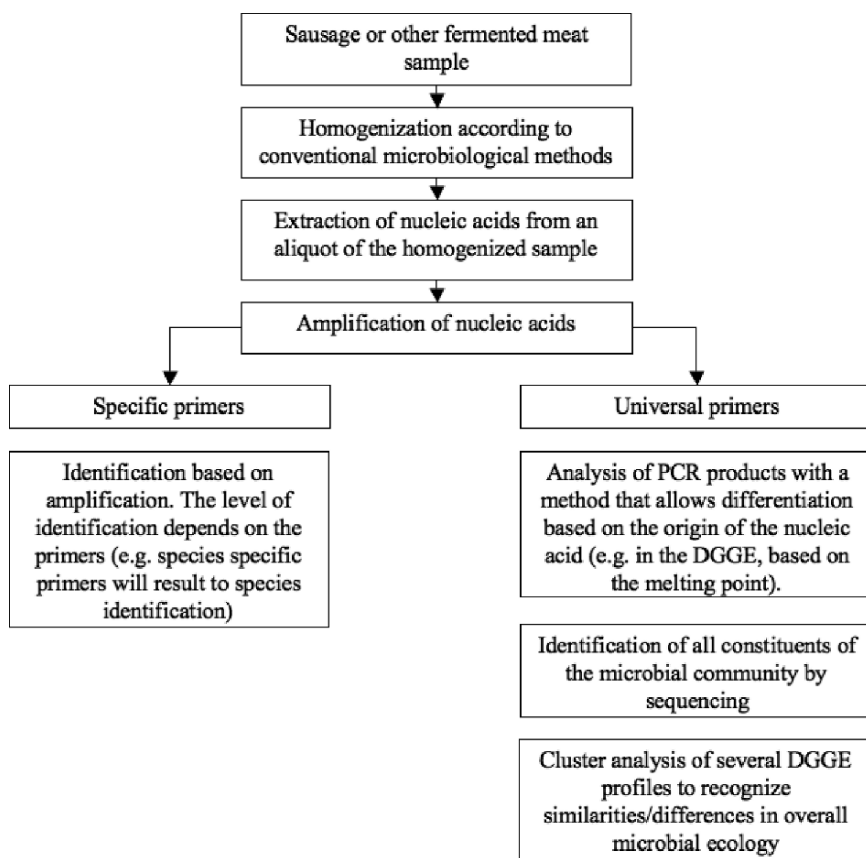 Sausage or other fermented meat
sample
Homogenization according to
conventional microbiological methods
Extraction of nucleic acids from an
aliquot of the homogenized sample
Amplification of nucleic acids
Specific primers
Universal primers
Identification based on
amplification. The level of
identification depends on the
primers (e.g. species specific
primers will result to species
identification)
Analysis of PCR products with a
method that allows differentiation
based on the origin of the nucleic
acid (e.g. in the DGGE, based on
the melting point).
Identification of all constituents of
the microbial community by
sequencing
Cluster analysis of several DGGE
profiles to recognize
similarities/differences in overall
microbial ecology